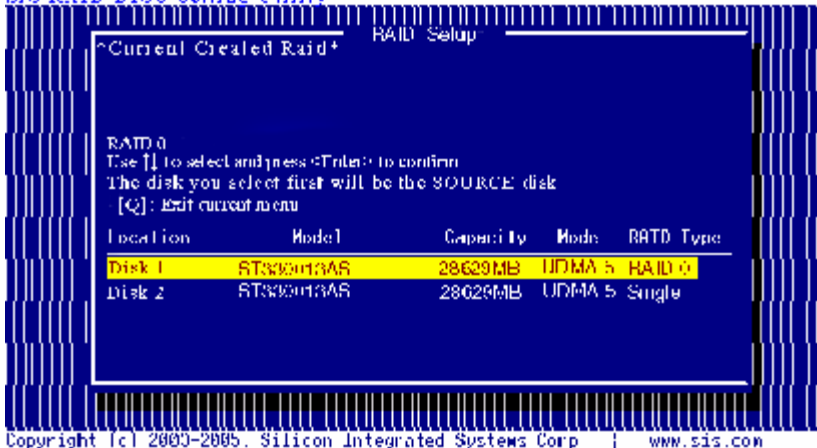 RAID Setup
*Current Created Raid*
RAID 0
Use ↑↓ to select and press <Enter> to confirm
The disk you select first will be the SOURCE disk
[Q]: Exit current menu
Location Model Capacity Mode RAID Type
Disk 1 28629MB UDMA 5 RAID 0
Disk 2 28629MB UDMA 5 Single
Copyright (c) 2003-2005. Silicon Integrated Systems Corp | www.sis.com